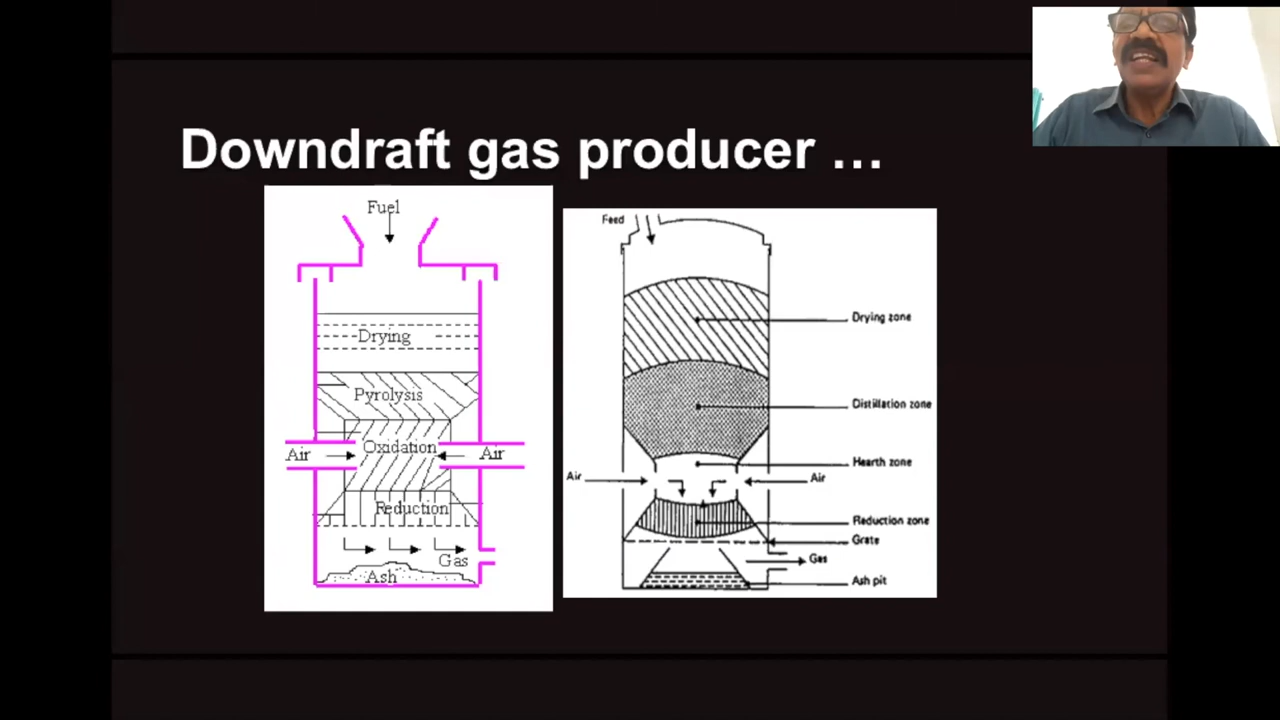 Downdraft gas producer ...
Fuel
Drying
Pyrolysis
Air
Oxidation
Air
Reduction
Gas
Ash
Feed
Drying zone
Distillation zone
Hearth zone
Air
Air
Reduction zone
Grate
Gas
Ash pit